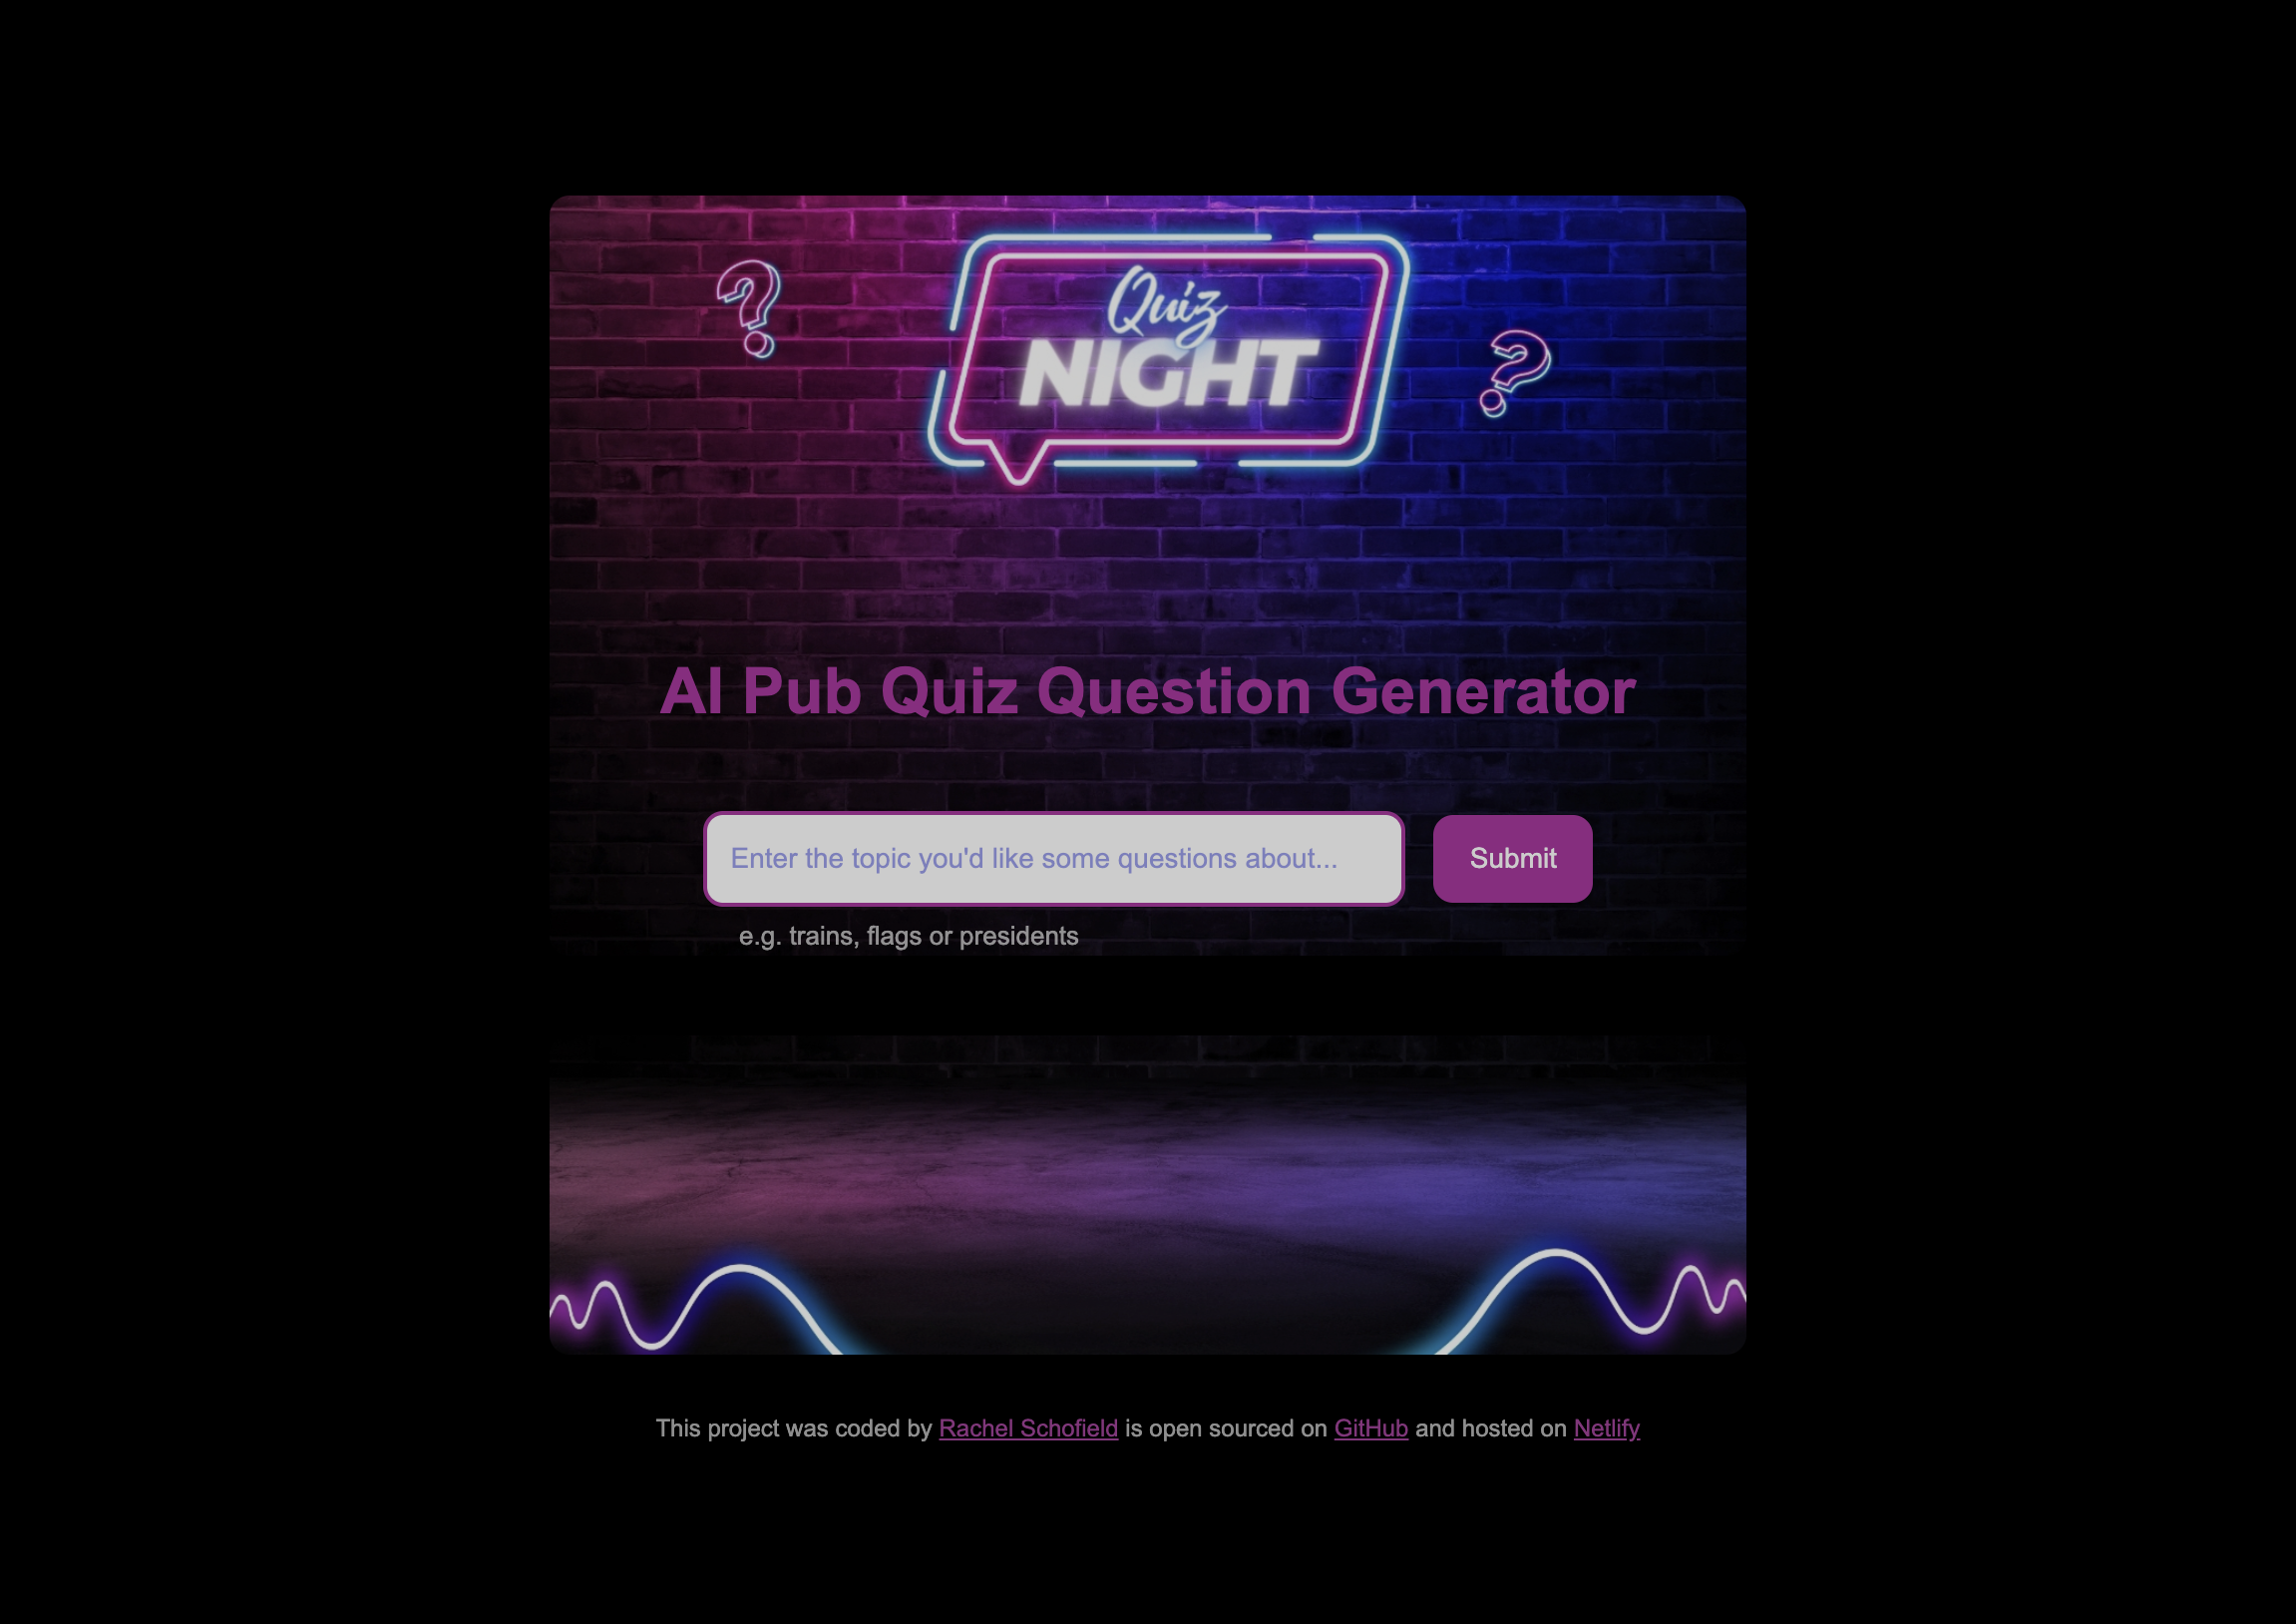 Quiz
NIGHT
AI Pub Quiz Question Generator
Enter the topic you'd like some questions about...
Submit
e.g. trains, flags or presidents
This project was coded by Rachel Schofield is open sourced on GitHub and hosted on Netlify